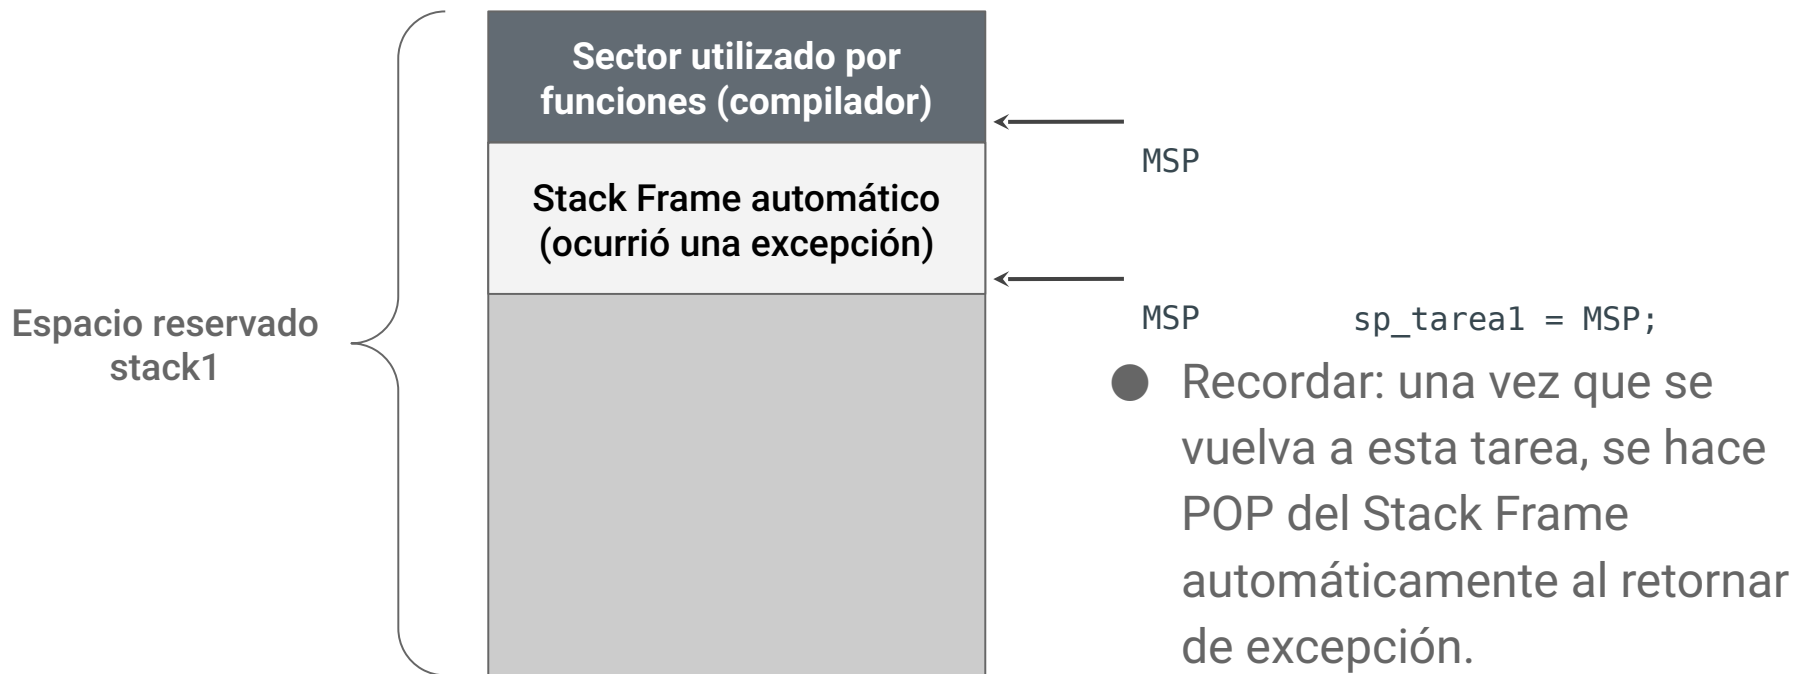 Sector utilizado por
funciones (compilador)
MSP
Stack Frame automático
(ocurrió una excepción)
Espacio reservado
stack1
MSP
sp_tarea1 = MSP;
● Recordar: una vez que se
vuelva a esta tarea, se hace
POP del Stack Frame
automáticamente al retornar
de excepción.